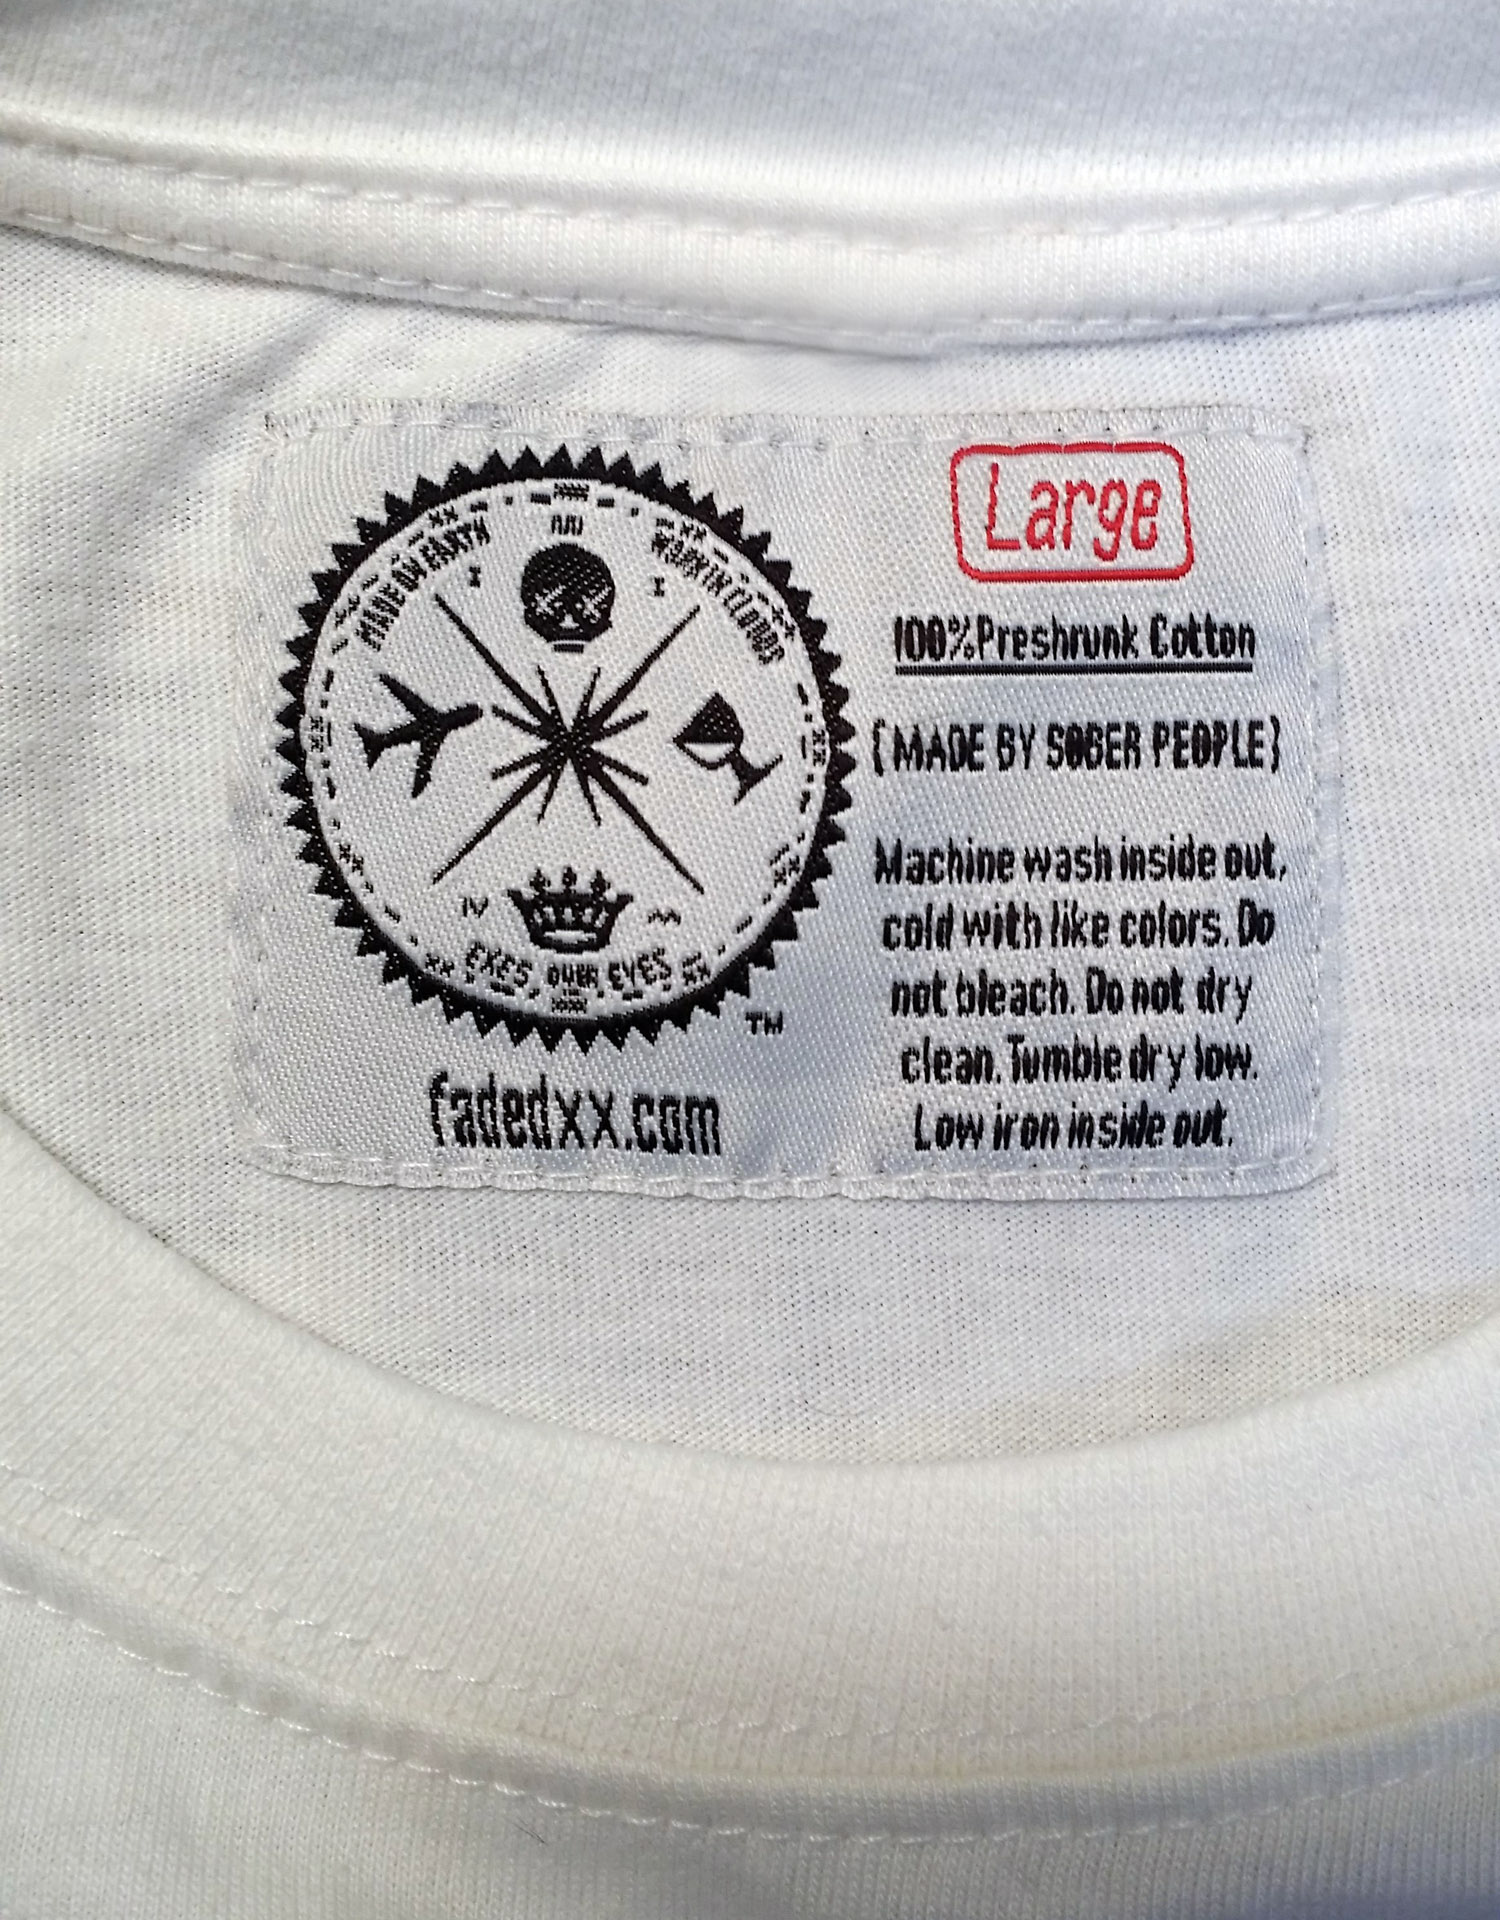 MADE ON EARTH
WORN IN CLOUDS
EXES OVER EYES
TM
fadedxx.com
Large
100% Preshrunk Cotton
{MADE BY SOBER PEOPLE}
Machine wash inside out,
cold with like colors. Do
not bleach. Do not dry
clean. Tumble dry low.
Low iron inside out.